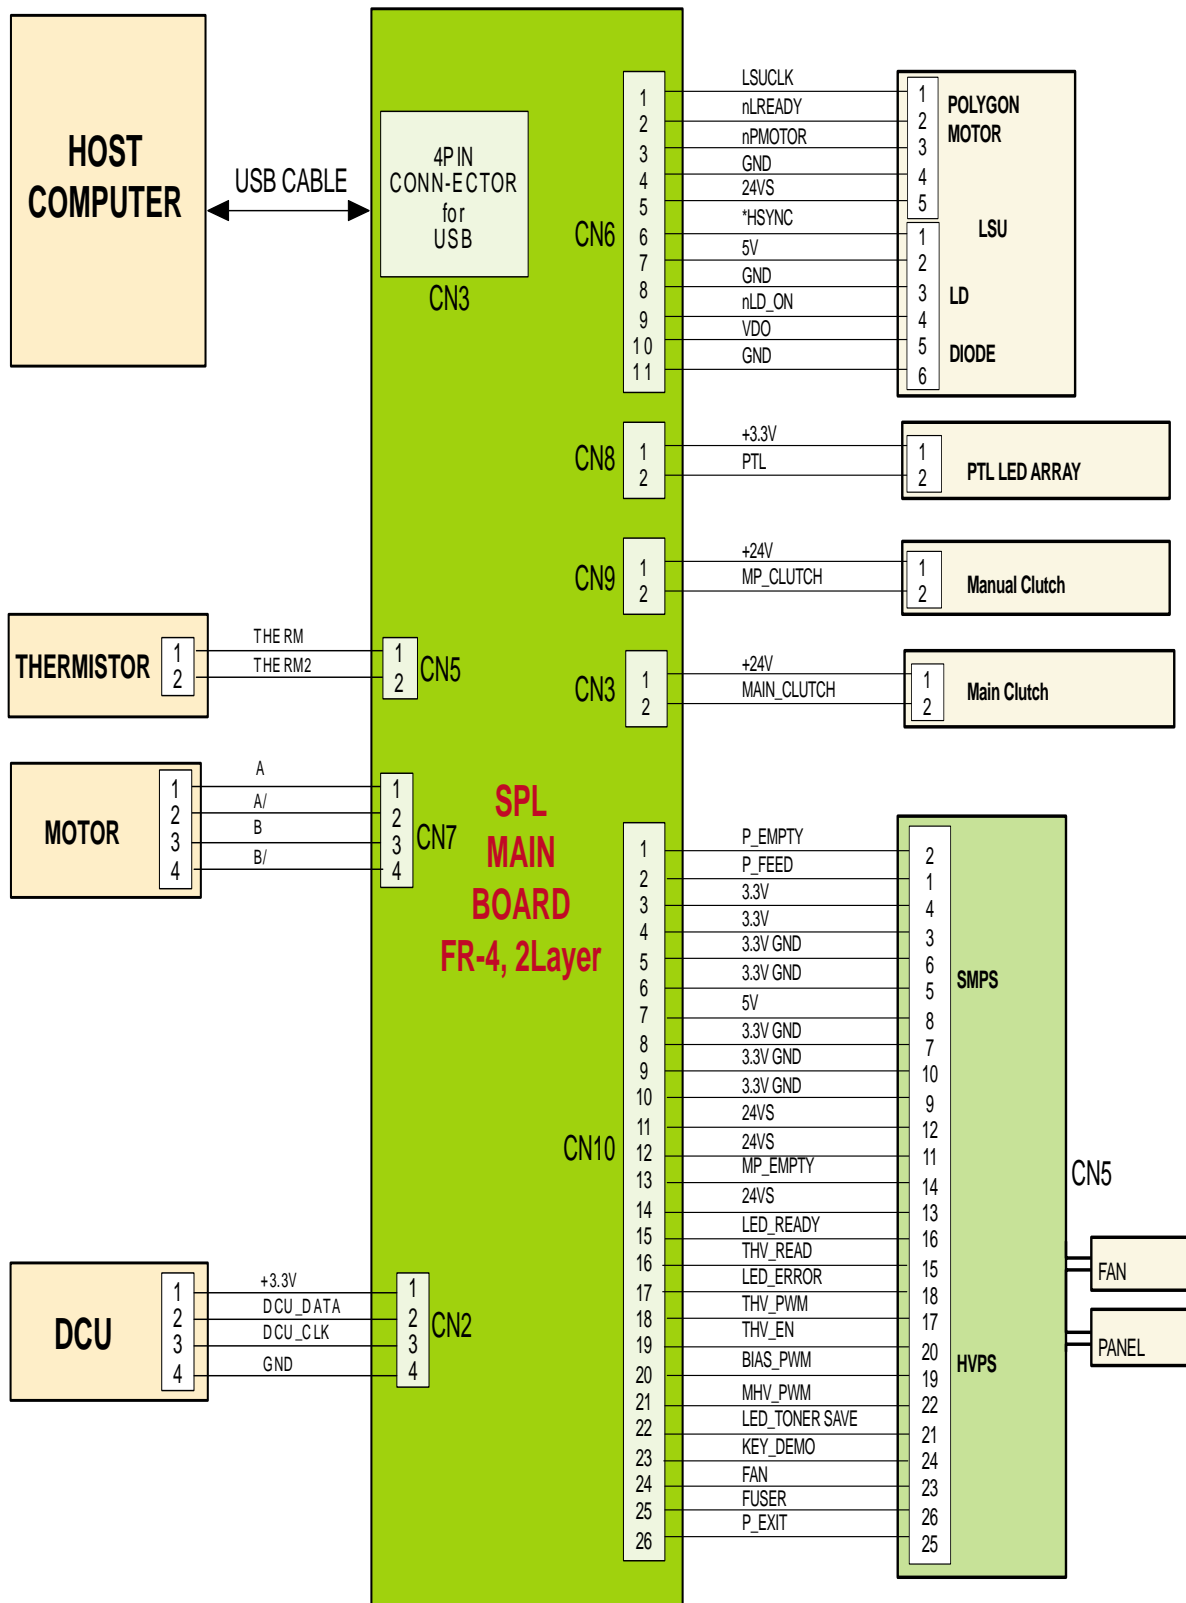 HOST
COMPUTER
USB CABLE
4PIN
CONN-ECTOR
for
USB
CN3
CN6
1
2
3
4
5
6
7
8
9
10
11
LSUCLK
nLREADY
nPMOTOR
GND
24VS
*HSYNC
5V
GND
nLD_ON
VDO
GND
1
2
3
4
5
1
2
3
4
5
6
POLYGON
MOTOR
LSU
LD
DIODE
CN8
1
2
+3.3V
PTL
1
2
PTL LED ARRAY
CN9
1
2
+24V
MP_CLUTCH
1
2
Manual Clutch
CN3
1
2
+24V
MAIN_CLUTCH
1
2
Main Clutch
THERMISTOR
1
2
THERM
THERM2
1
2
CN5
MOTOR
1
2
3
4
A
A/
B
B/
1
2
3
4
CN7
SPL
MAIN
BOARD
FR-4, 2Layer
DCU
1
2
3
4
+3.3V
DCU_DATA
DCU_CLK
GND
1
2
3
4
CN2
CN10
1
2
3
4
5
6
7
8
9
10
11
12
13
14
15
16
17
18
19
20
21
22
23
24
25
26
P_EMPTY
P_FEED
3.3V
3.3V
3.3V GND
3.3V GND
5V
3.3V GND
3.3V GND
3.3V GND
24VS
24VS
MP_EMPTY
24VS
LED_READY
THV_READ
LED_ERROR
THV_PWM
THV_EN
BIAS_PWM
MHV_PWM
LED_TONER SAVE
KEY_DEMO
FAN
FUSER
P_EXIT
2
1
4
3
6
5
8
7
10
9
12
11
14
13
16
15
18
17
20
19
22
21
24
23
26
25
SMPS
HVPS
CN5
FAN
PANEL